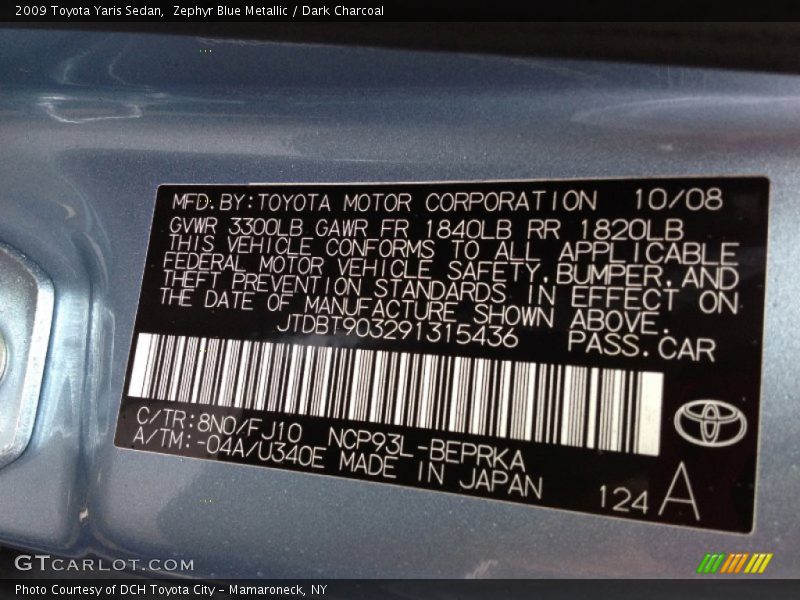 2009 Toyota Yaris Sedan,  Zephyr Blue Metallic / Dark Charcoal
MFD. BY: TOYOTA MOTOR CORPORATION 10/08
GVWR 3300LB GAWR FR 1840LB RR 1820LB
THIS VEHICLE CONFORMS TO ALL APPLICABLE
FEDERAL MOTOR VEHICLE SAFETY, BUMPER, AND
THEFT PREVENTION STANDARDS IN EFFECT ON
THE DATE OF MANUFACTURE SHOWN ABOVE.
JTDBT903291315436 PASS. CAR
C/TR: 8N0/FJ10 NCP93L-BEPRKA
A/TM: -04A/U340E MADE IN JAPAN
124 A
GTCARLOT.COM
Photo Courtesy of DCH Toyota City – Mamaroneck, NY